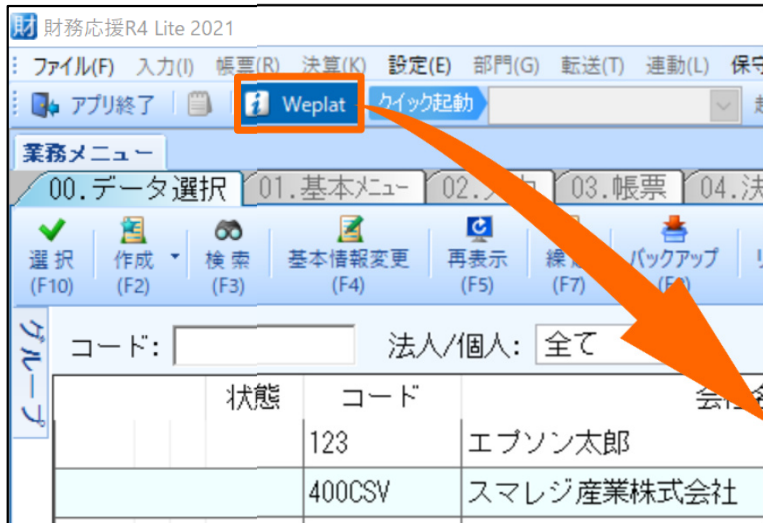 財 財務応援R4 Lite 2021
ファイル(F) 入力(I) 帳票(R) 決算(K) 設定(E) 部門(G) 転送(T) 連動(L) 保守
アプリ終了 i Weplat クイック起動
業務メニュー
00.データ選択 01.基本メニュー 02. 03.帳票 04.決
選択 作成 検索 基本情報変更 再表示 バックアップ
(F10) (F2) (F3) (F4) (F5) (F7)
グループ
コード: 法人/個人: 全て
状態 コード 会社名
123 エプソン太郎
400CSV スマレジ産業株式会社